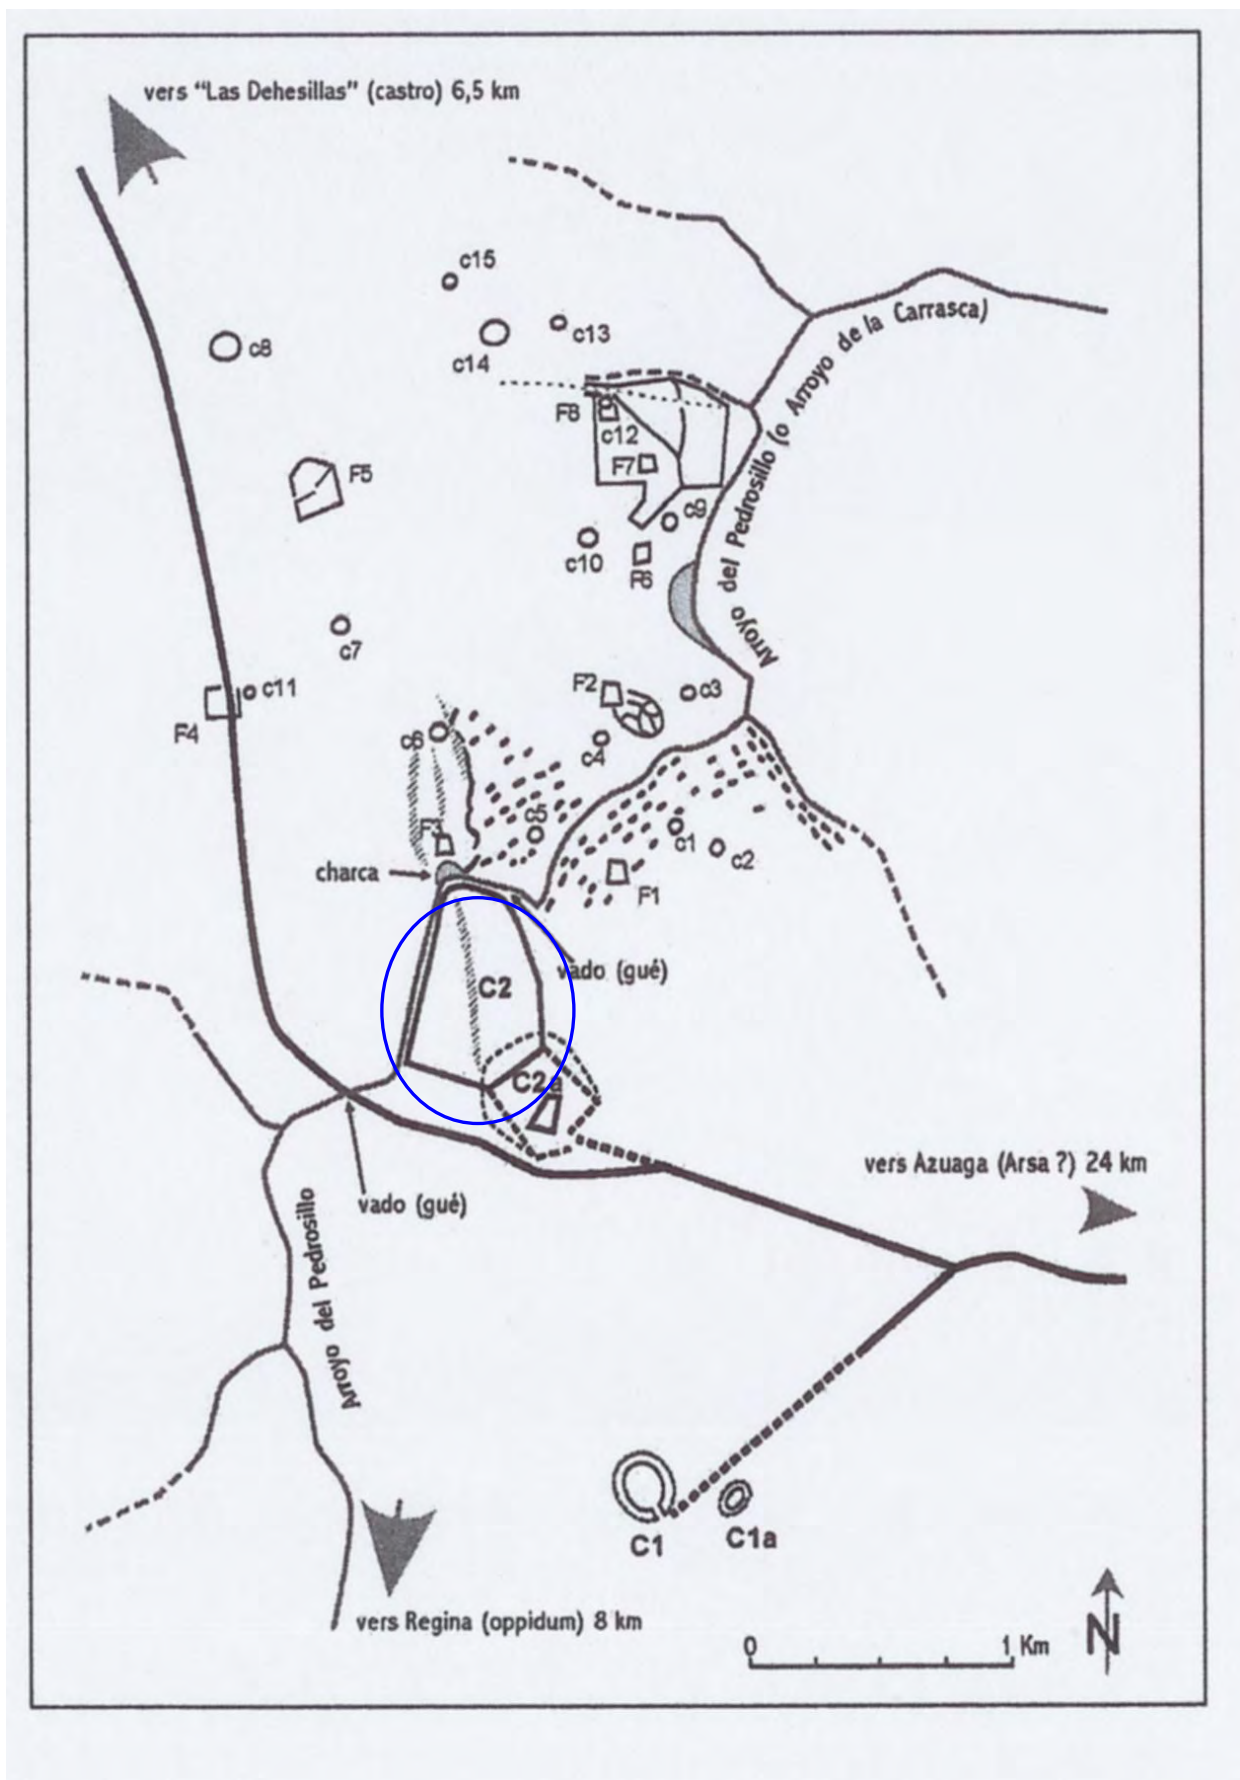 vers "Las Dehesillas" (castro) 6,5 km
c15
c8
c14
c13
Arroyo del Pedrosillo (o Arroyo de la Carrasca)
F8
c12
F7
F5
c9
c10
F6
c7
c11
F4
F2
c3
c6
c4
F3
c5
c1
c2
charca
F1
vado (gué)
C2
C2a
vers Azuaga (Arsa ?) 24 km
vado (gué)
Arroyo del Pedrosillo
C1
C1a
vers Regina (oppidum) 8 km
0
1 Km
N